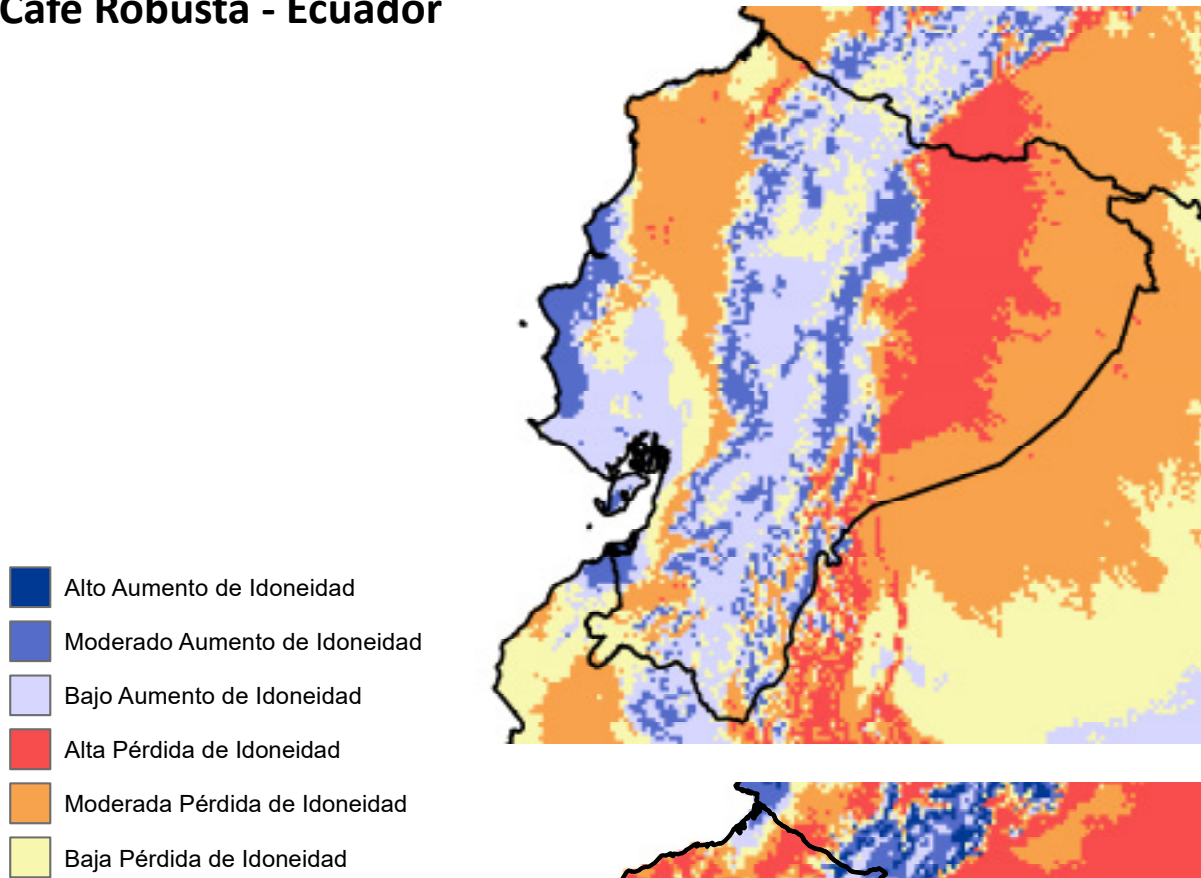 Café Robusta - Ecuador
Alto Aumento de Idoneidad
Moderado Aumento de Idoneidad
Bajo Aumento de Idoneidad
Alta Pérdida de Idoneidad
Moderada Pérdida de Idoneidad
Baja Pérdida de Idoneidad